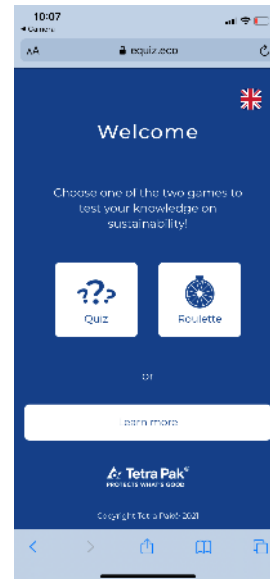 10:07
◀ Camera
AA
equiz.eco
Welcome
Choose one of the two games to
test your knowledge on
sustainability!
???
Quiz
Roulette
or
Learn more
Tetra Pak®
PROTECTS WHAT'S GOOD
Copyright Tetra Pak© 2021